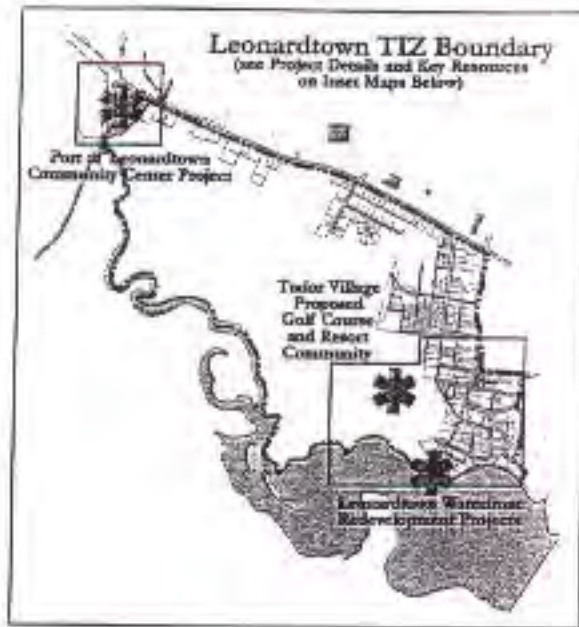 Leonardtown TIZ Boundary
(see Project Details and Key Resources
on Inset Maps Below)
Port of Leonardtown
Community Center Project
Tudor Village
Proposed
Golf Course
and Resort
Community
Leonardtown Waterfront
Redevelopment Projects